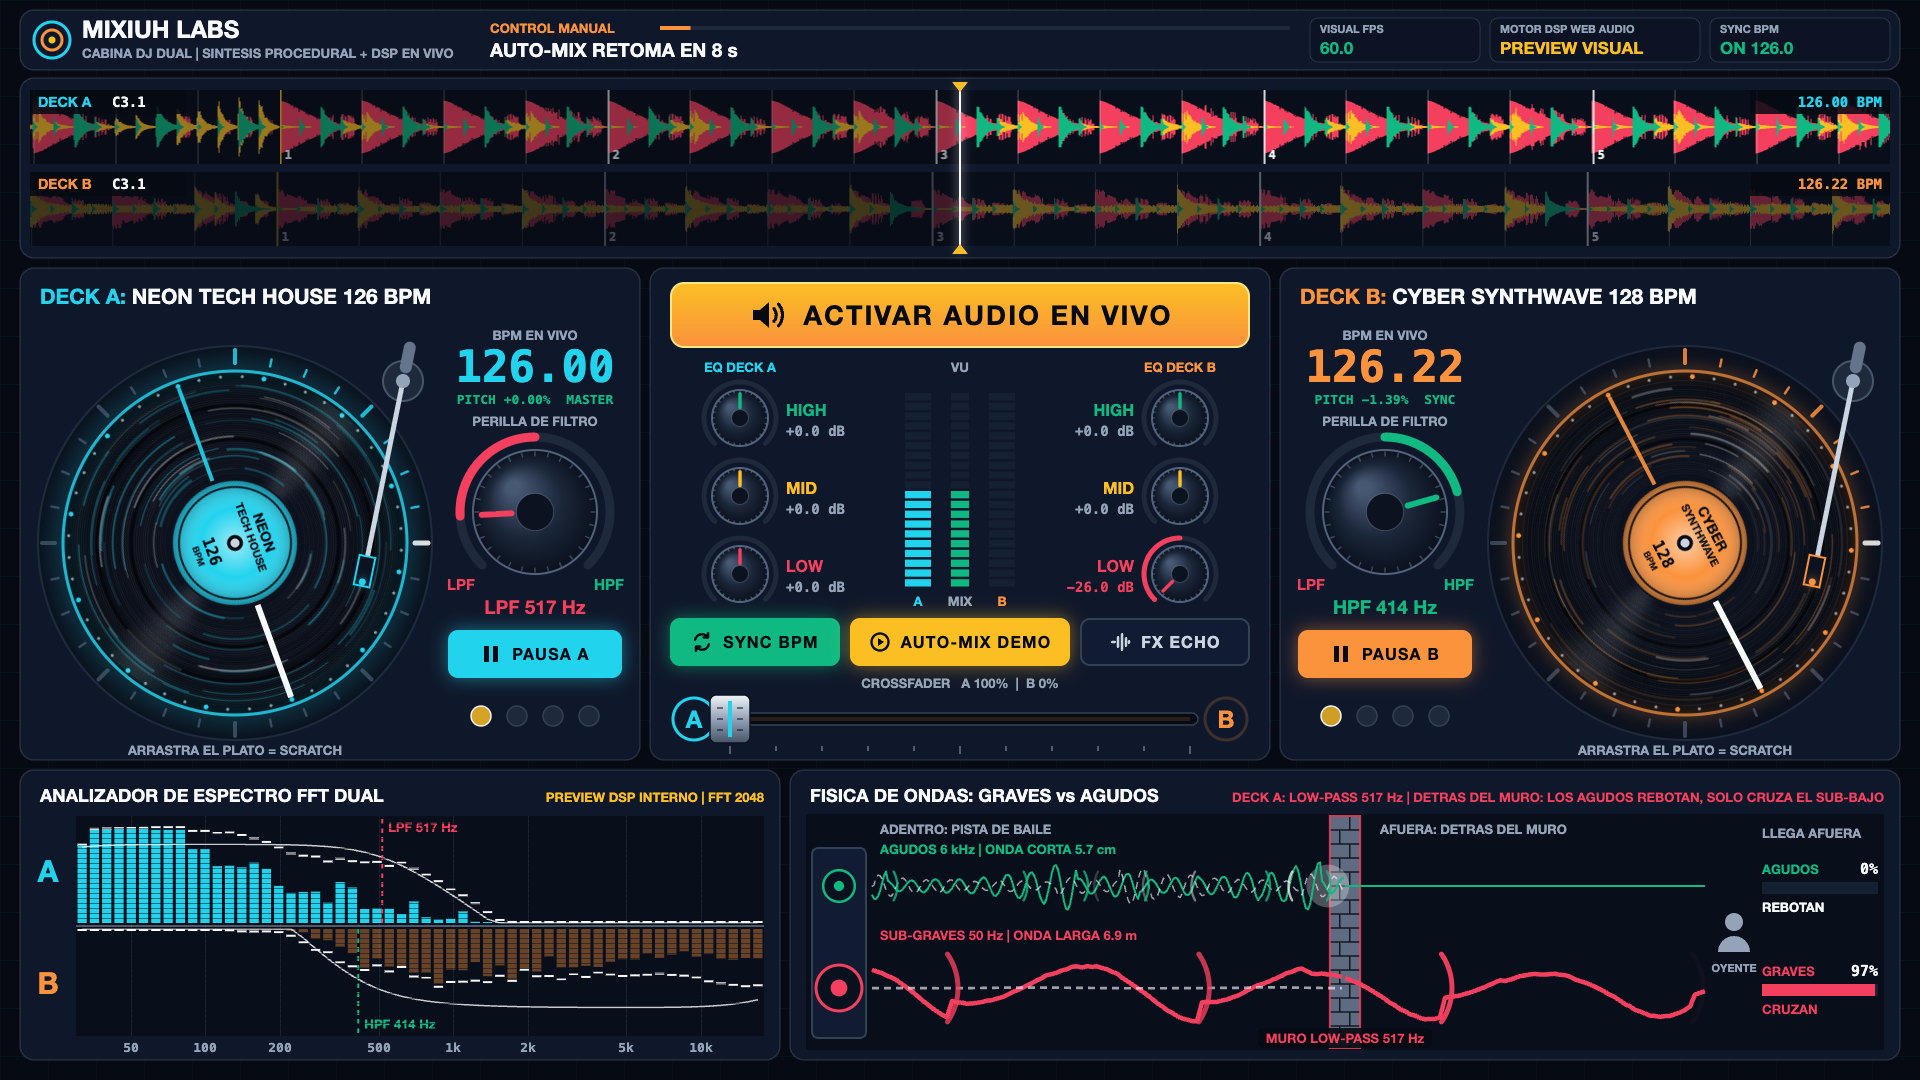 MIXIUH LABS
CABINA DJ DUAL | SINTESIS PROCEDURAL + DSP EN VIVO
CONTROL MANUAL
AUTO-MIX RETOMA EN 8 s
VISUAL FPS
60.0
MOTOR DSP WEB AUDIO
PREVIEW VISUAL
SYNC BPM
ON 126.0
DECK A C3.1
126.00 BPM
1 2 3 4 5
DECK B C3.1
126.22 BPM
1 2 3 4 5
DECK A: NEON TECH HOUSE 126 BPM
BPM EN VIVO
126.00
PITCH +0.00% MASTER
PERILLA DE FILTRO
NEON
TECH HOUSE
126
BPM
LPF HPF
LPF 517 Hz
PAUSA A
ARRASTRA EL PLATO = SCRATCH
ACTIVAR AUDIO EN VIVO
EQ DECK A
VU
EQ DECK B
HIGH
+0.0 dB
MID
+0.0 dB
LOW
+0.0 dB
HIGH
+0.0 dB
MID
+0.0 dB
LOW
−26.0 dB
A MIX B
SYNC BPM
AUTO-MIX DEMO
FX ECHO
CROSSFADER A 100% | B 0%
A
B
DECK B: CYBER SYNTHWAVE 128 BPM
BPM EN VIVO
126.22
PITCH −1.39% SYNC
PERILLA DE FILTRO
LPF HPF
HPF 414 Hz
PAUSA B
CYBER
SYNTHWAVE
128
BPM
ARRASTRA EL PLATO = SCRATCH
ANALIZADOR DE ESPECTRO FFT DUAL
PREVIEW DSP INTERNO | FFT 2048
LPF 517 Hz
A
B
HPF 414 Hz
50 100 200 500 1k 2k 5k 10k
FISICA DE ONDAS: GRAVES vs AGUDOS
DECK A: LOW-PASS 517 Hz | DETRAS DEL MURO: LOS AGUDOS REBOTAN, SOLO CRUZA EL SUB-BAJO
ADENTRO: PISTA DE BAILE
AGUDOS 6 kHz | ONDA CORTA 5.7 cm
AFUERA: DETRAS DEL MURO
LLEGA AFUERA
AGUDOS 0%
REBOTAN
SUB-GRAVES 50 Hz | ONDA LARGA 6.9 m
OYENTE
GRAVES 97%
CRUZAN
MURO LOW-PASS 517 Hz